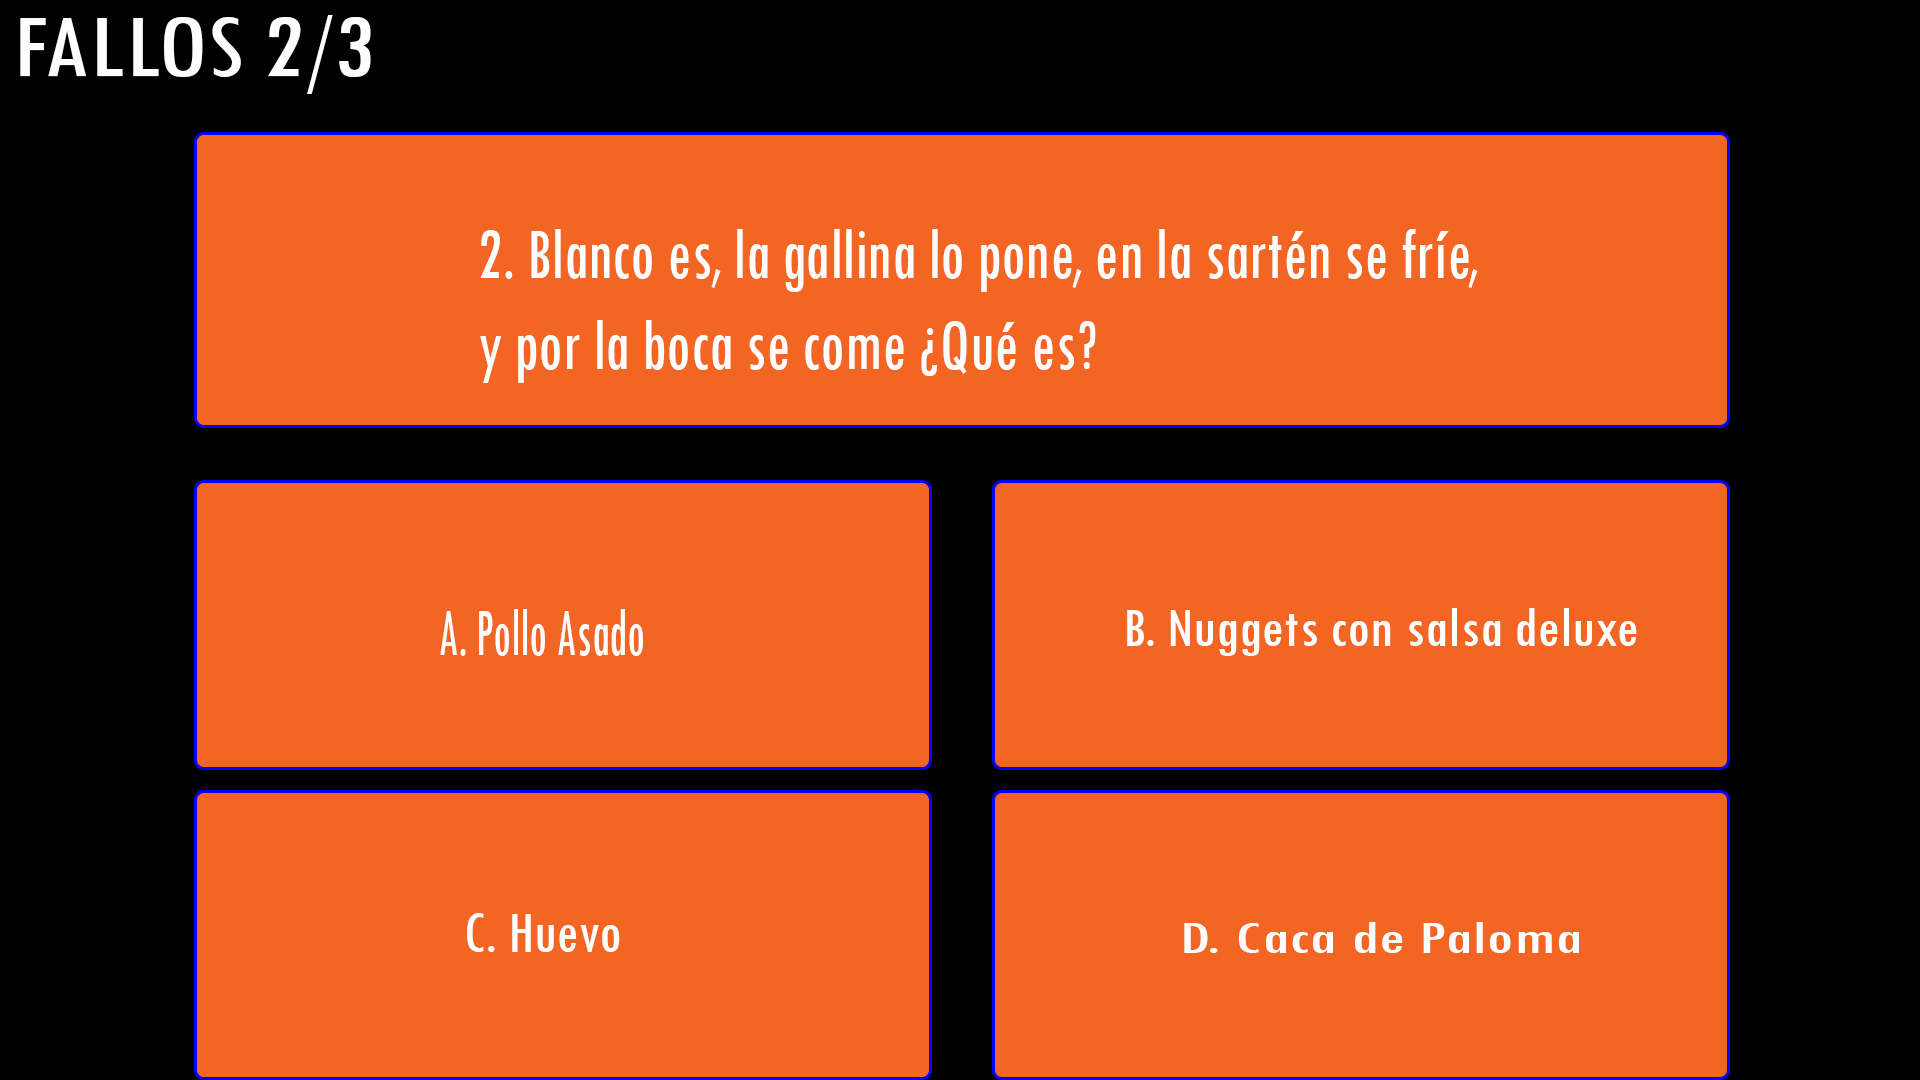 FALLOS 2/3
2. Blanco es, la gallina lo pone, en la sartén se fríe,
y por la boca se come ¿Qué es?
A. Pollo Asado
B. Nuggets con salsa deluxe
C. Huevo
D. Caca de Paloma